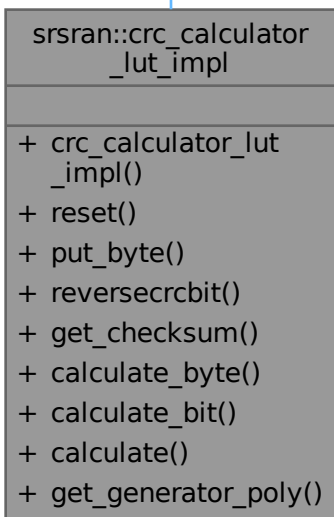 srsran::crc_calculator
_lut_impl
+ crc_calculator_lut
_impl()
+ reset()
+ put_byte()
+ reversecrcbit()
+ get_checksum()
+ calculate_byte()
+ calculate_bit()
+ calculate()
+ get_generator_poly()